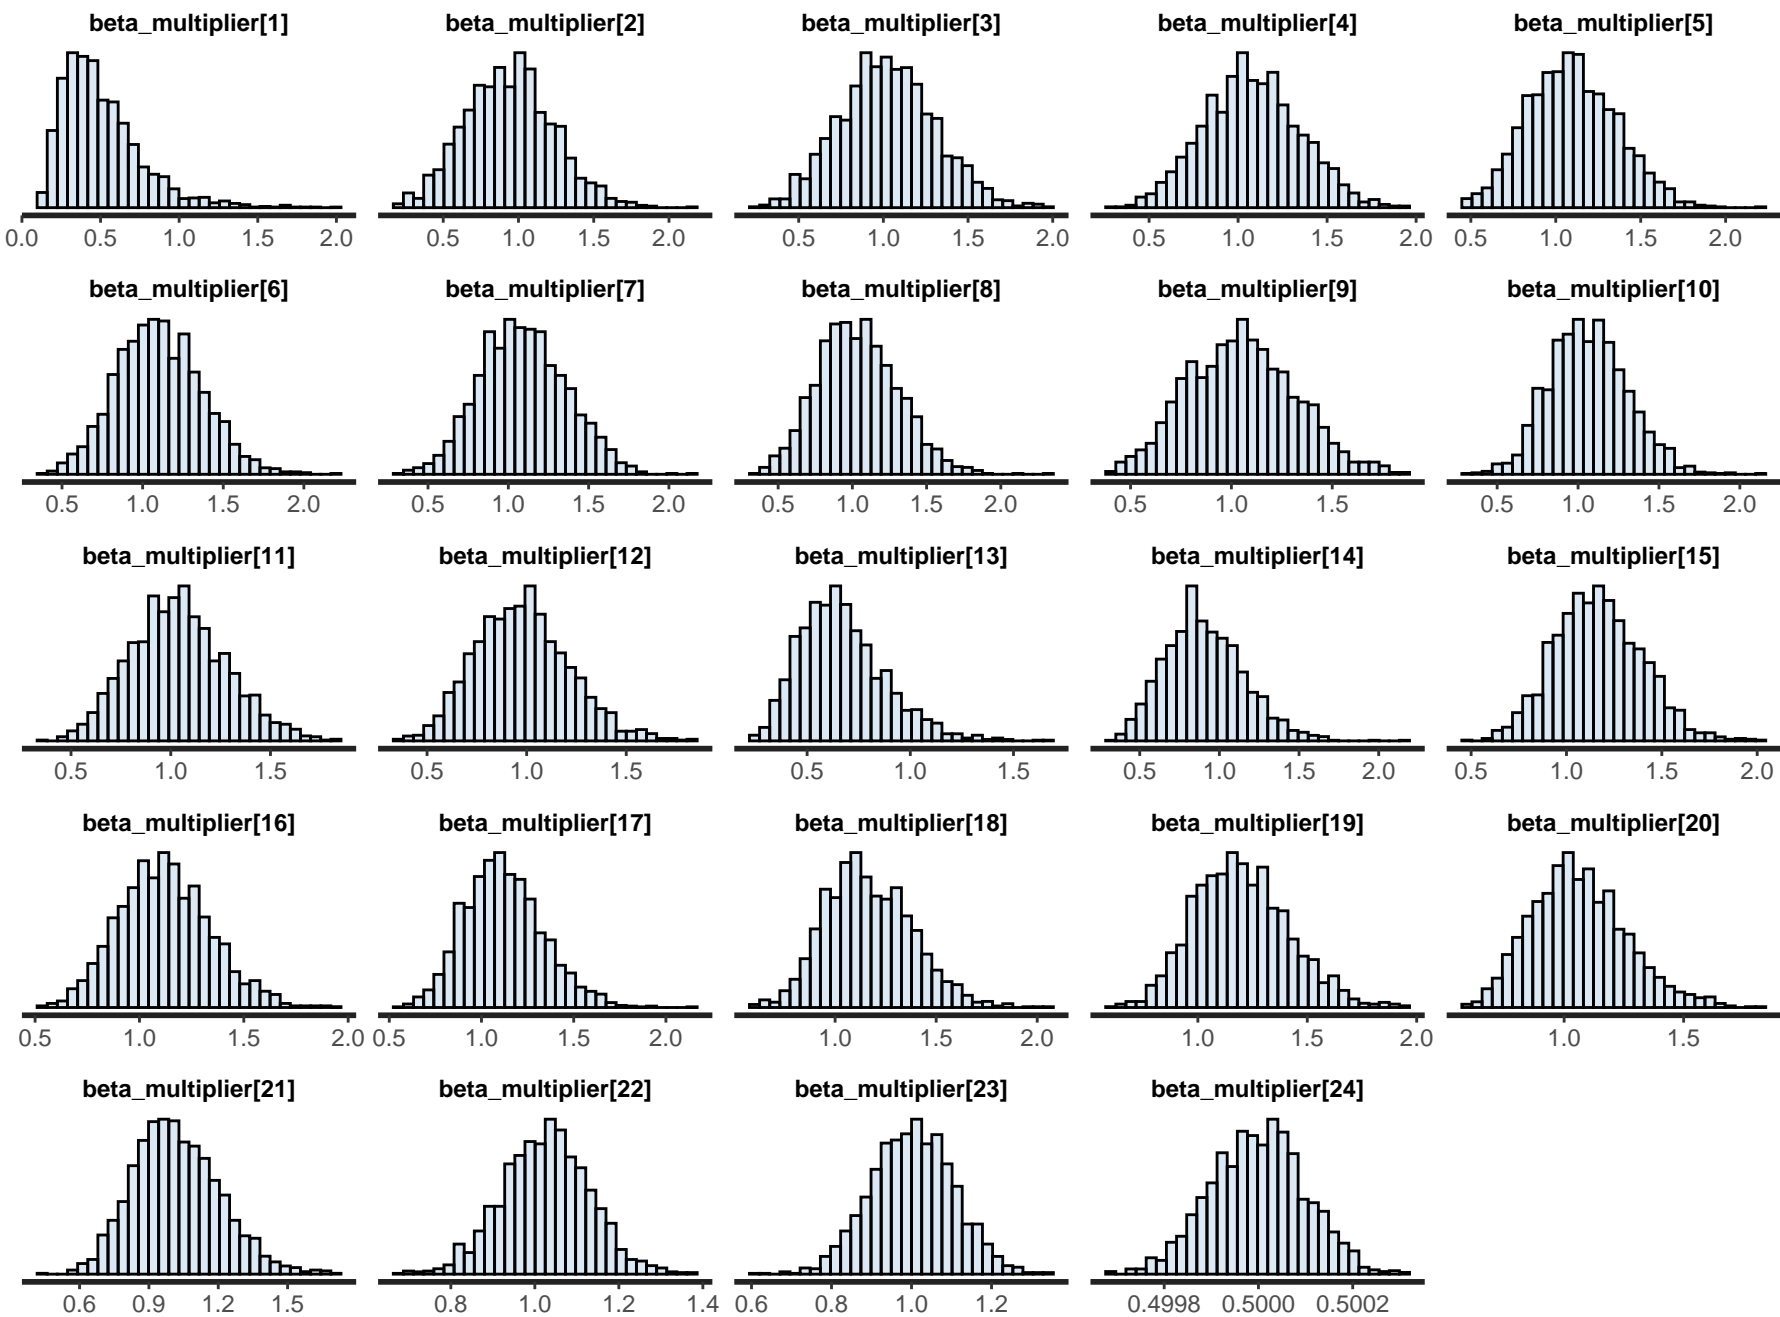 beta_multiplier[1] beta_multiplier[2] beta_multiplier[3] beta_multiplier[4] beta_multiplier[5]
0.0 0.5 1.0 1.5 2.0 0.5 1.0 1.5 2.0 0.5 1.0 1.5 2.0 0.5 1.0 1.5 2.0 0.5 1.0 1.5 2.0
beta_multiplier[6] beta_multiplier[7] beta_multiplier[8] beta_multiplier[9] beta_multiplier[10]
0.5 1.0 1.5 2.0 0.5 1.0 1.5 2.0 0.5 1.0 1.5 2.0 0.5 1.0 1.5 0.5 1.0 1.5 2.0
beta_multiplier[11] beta_multiplier[12] beta_multiplier[13] beta_multiplier[14] beta_multiplier[15]
0.5 1.0 1.5 0.5 1.0 1.5 0.5 1.0 1.5 0.5 1.0 1.5 2.0 0.5 1.0 1.5 2.0
beta_multiplier[16] beta_multiplier[17] beta_multiplier[18] beta_multiplier[19] beta_multiplier[20]
0.5 1.0 1.5 2.0 0.5 1.0 1.5 2.0 1.0 1.5 2.0 1.0 1.5 2.0 1.0 1.5
beta_multiplier[21] beta_multiplier[22] beta_multiplier[23] beta_multiplier[24]
0.6 0.9 1.2 1.5 0.8 1.0 1.2 1.4 0.6 0.8 1.0 1.2 0.4998 0.5000 0.5002